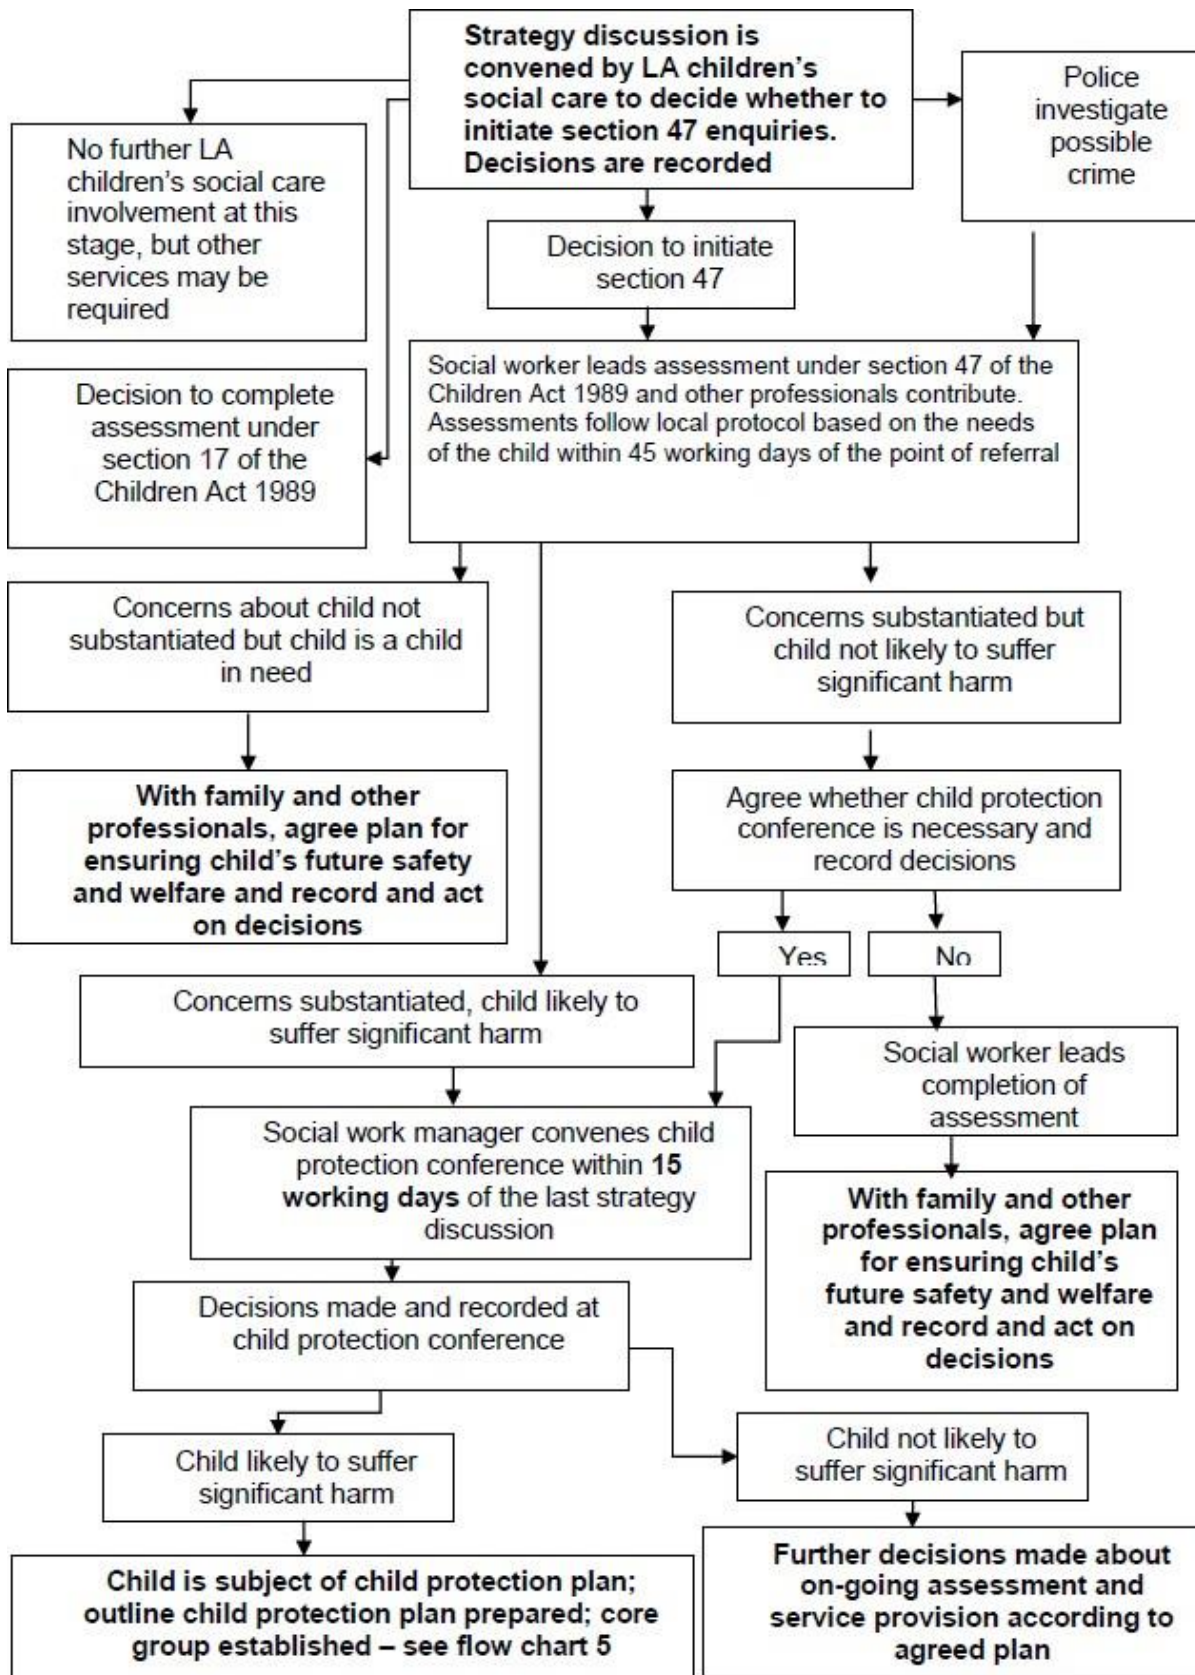 Strategy discussion is
convened by LA children's
social care to decide whether to
initiate section 47 enquiries.
Decisions are recorded
Police
investigate
possible
crime
No further LA
children's social care
involvement at this
stage, but other
services may be
required
Decision to initiate
section 47
Decision to complete
assessment under
section 17 of the
Children Act 1989
Social worker leads assessment under section 47 of the
Children Act 1989 and other professionals contribute.
Assessments follow local protocol based on the needs
of the child within 45 working days of the point of referral
Concerns about child not
substantiated but child is a child
in need
Concerns substantiated but
child not likely to suffer
significant harm
With family and other
professionals, agree plan for
ensuring child's future safety
and welfare and record and act
on decisions
Agree whether child protection
conference is necessary and
record decisions
Yes
No
Concerns substantiated, child likely to
suffer significant harm
Social worker leads
completion of
assessment
Social work manager convenes child
protection conference within 15
working days of the last strategy
discussion
With family and other
professionals, agree plan
for ensuring child's
future safety and welfare
and record and act on
decisions
Decisions made and recorded at
child protection conference
Child likely to suffer
significant harm
Child not likely to
suffer significant harm
Child is subject of child protection plan;
outline child protection plan prepared; core
group established – see flow chart 5
Further decisions made about
on-going assessment and
service provision according to
agreed plan